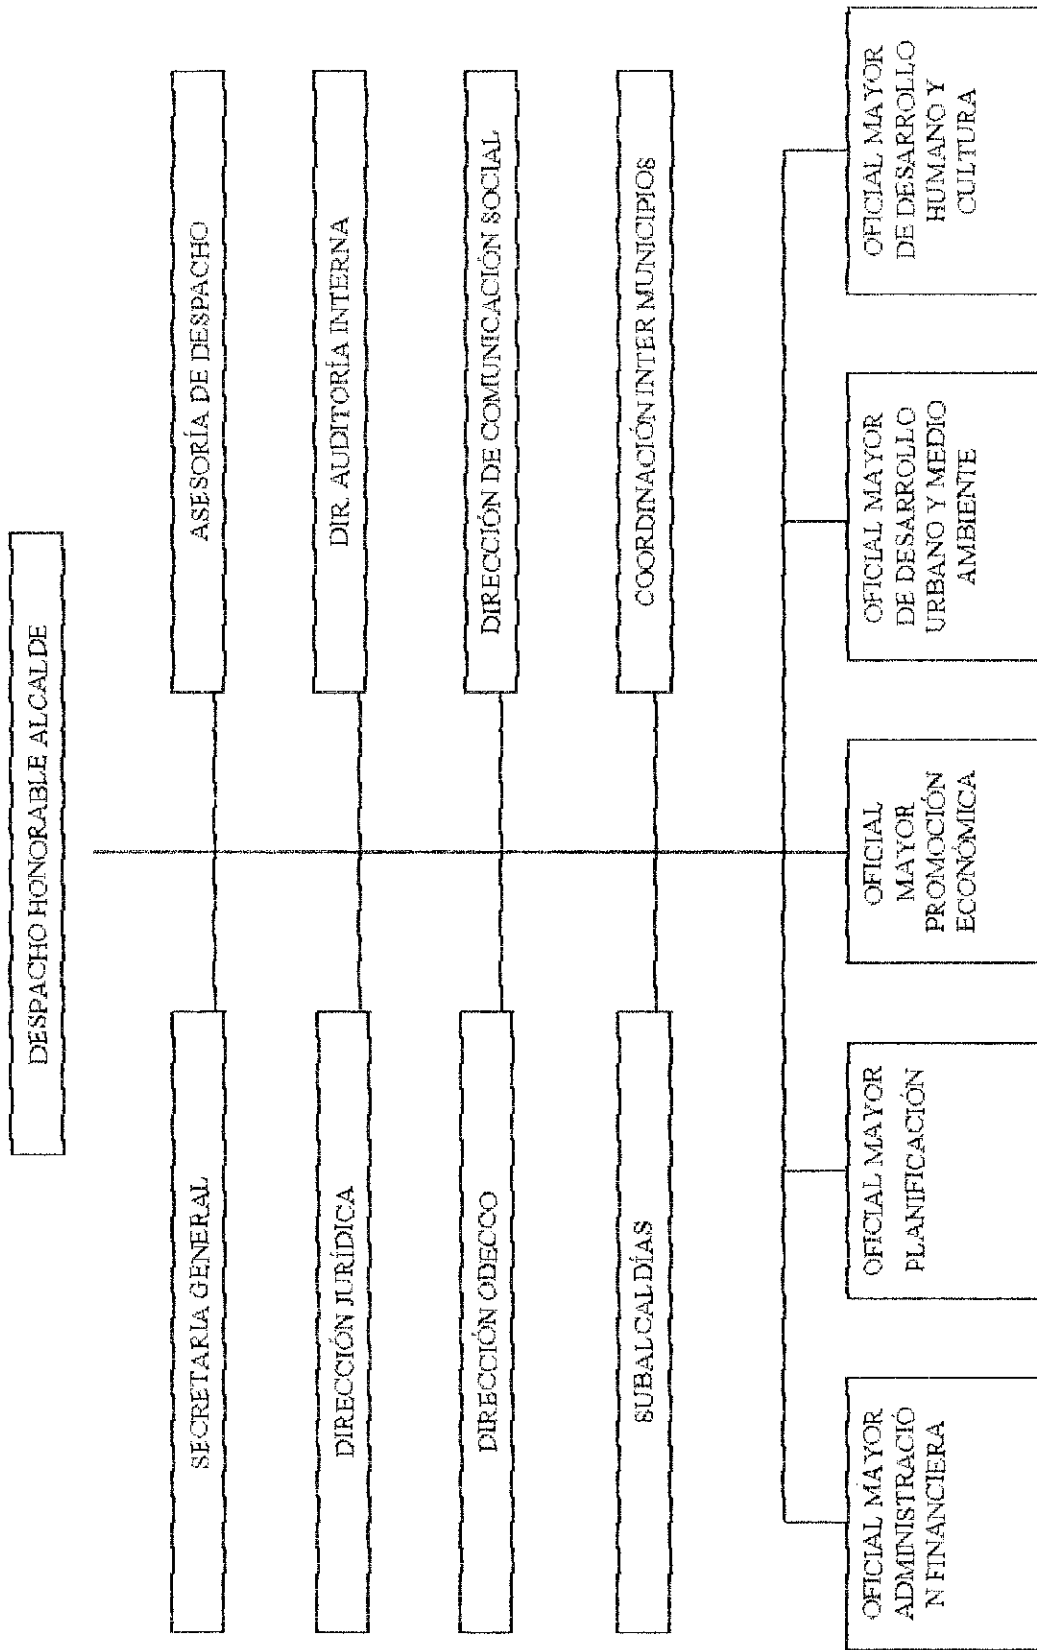 DESPACHO HONORABLE ALCALDE
SECRETARIA GENERAL
ASESORÍA DE DESPACHO
DIRECCIÓN JURÍDICA
DIR. AUDITORÍA INTERNA
DIRECCIÓN ODECCO
DIRECCIÓN DE COMUNICACIÓN SOCIAL
SUBALCALDÍAS
COORDINACIÓN INTER MUNICIPIOS
OFICIAL MAYOR
ADMINISTRACIÓ
N FINANCIERA
OFICIAL MAYOR
PLANIFICACIÓN
OFICIAL
MAYOR
PROMOCIÓN
ECONÓMICA
OFICIAL MAYOR
DE DESARROLLO
URBANO Y MEDIO
AMBIENTE
OFICIAL MAYOR
DE DESARROLLO
HUMANO Y
CULTURA